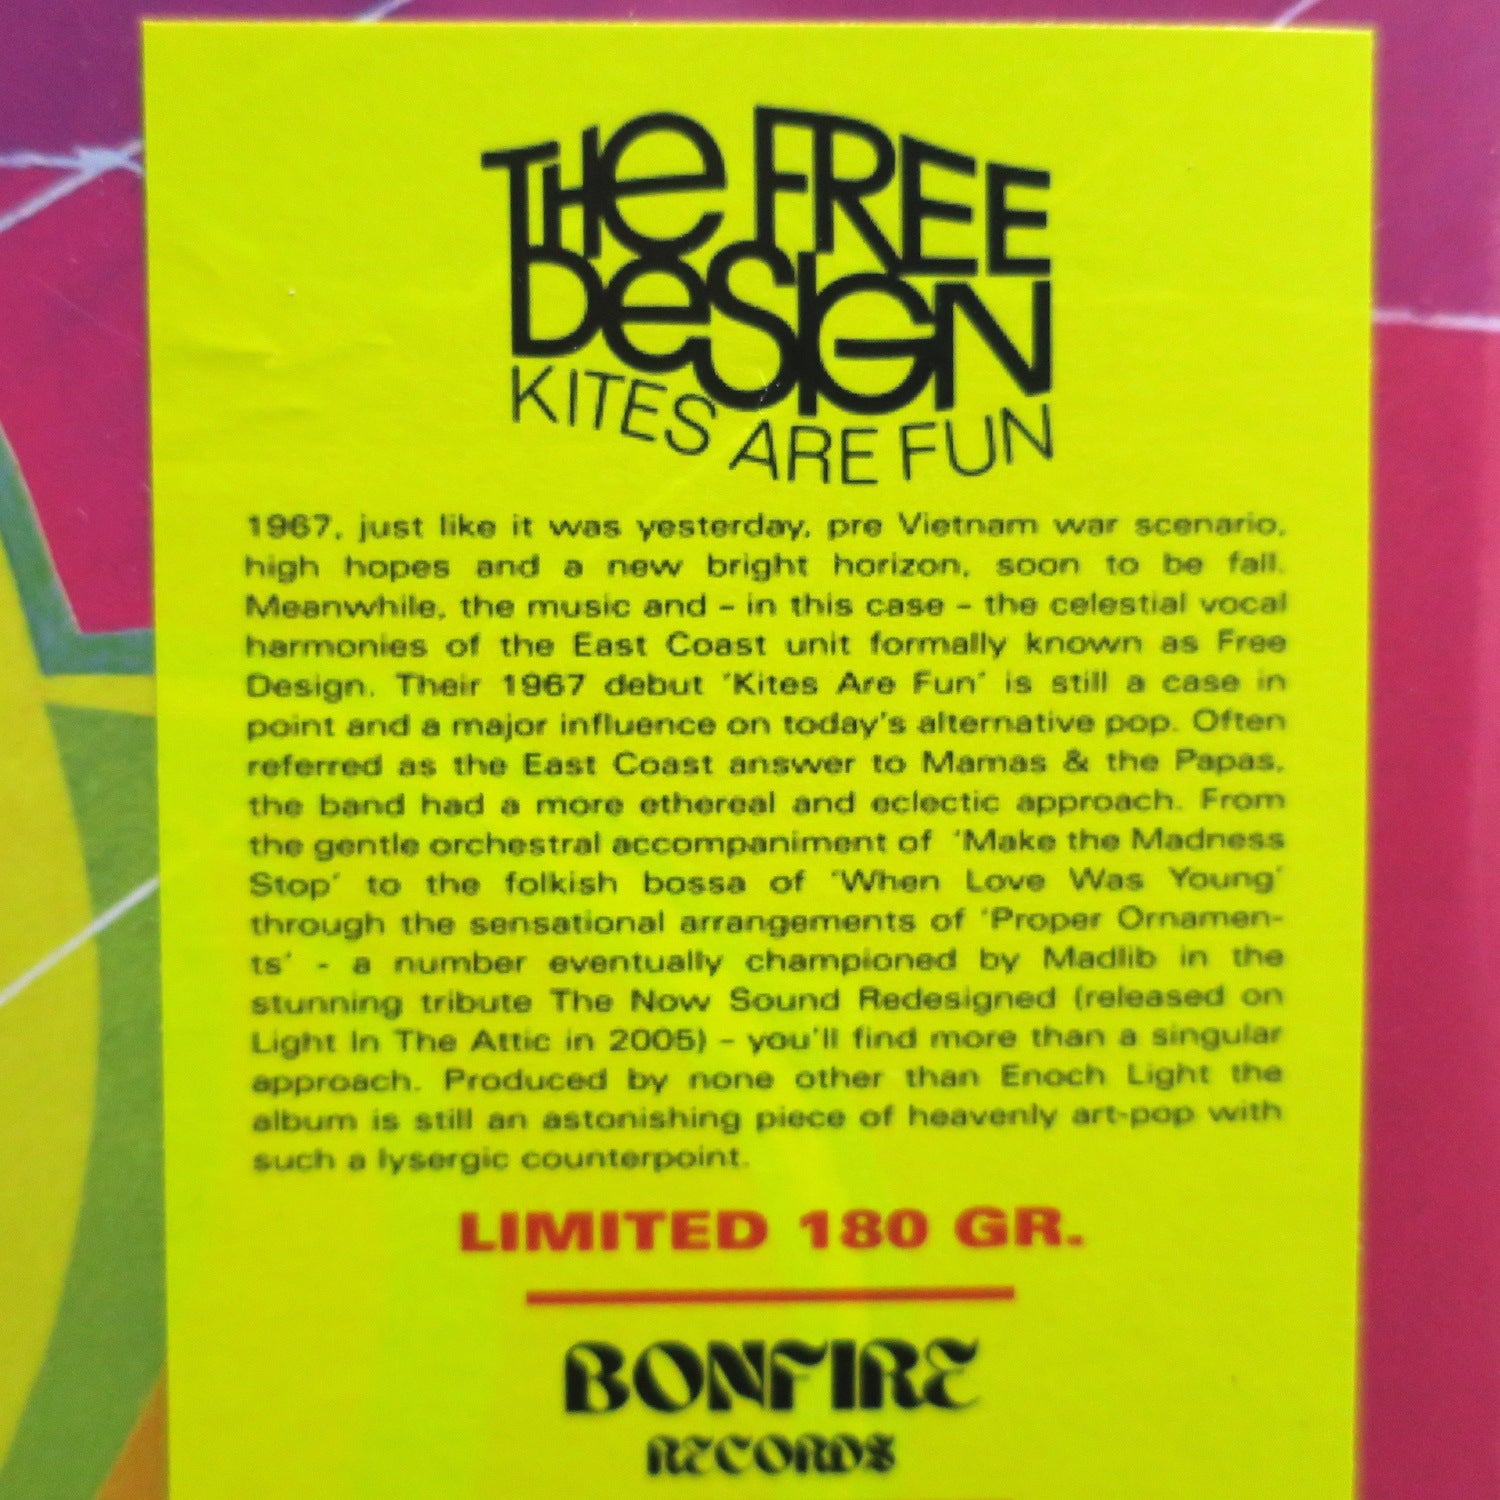 THe FREE
DeSIGN
KITES ARE FUN
1967, just like it was yesterday, pre Vietnam war scenario,
high hopes and a new bright horizon, soon to be fall.
Meanwhile, the music and – in this case – the celestial vocal
harmonies of the East Coast unit formally known as Free
Design. Their 1967 debut 'Kites Are Fun' is still a case in
point and a major influence on today's alternative pop. Often
referred as the East Coast answer to Mamas & the Papas,
the band had a more ethereal and eclectic approach. From
the gentle orchestral accompaniment of 'Make the Madness
Stop' to the folkish bossa of 'When Love Was Young'
through the sensational arrangements of 'Proper Ornamen-
ts' - a number eventually championed by Madlib in the
stunning tribute The Now Sound Redesigned (released on
Light In The Attic in 2005) – you'll find more than a singular
approach. Produced by none other than Enoch Light the
album is still an astonishing piece of heavenly art-pop with
such a lysergic counterpoint.
LIMITED 180 GR.
BONFIRE
RECORDS